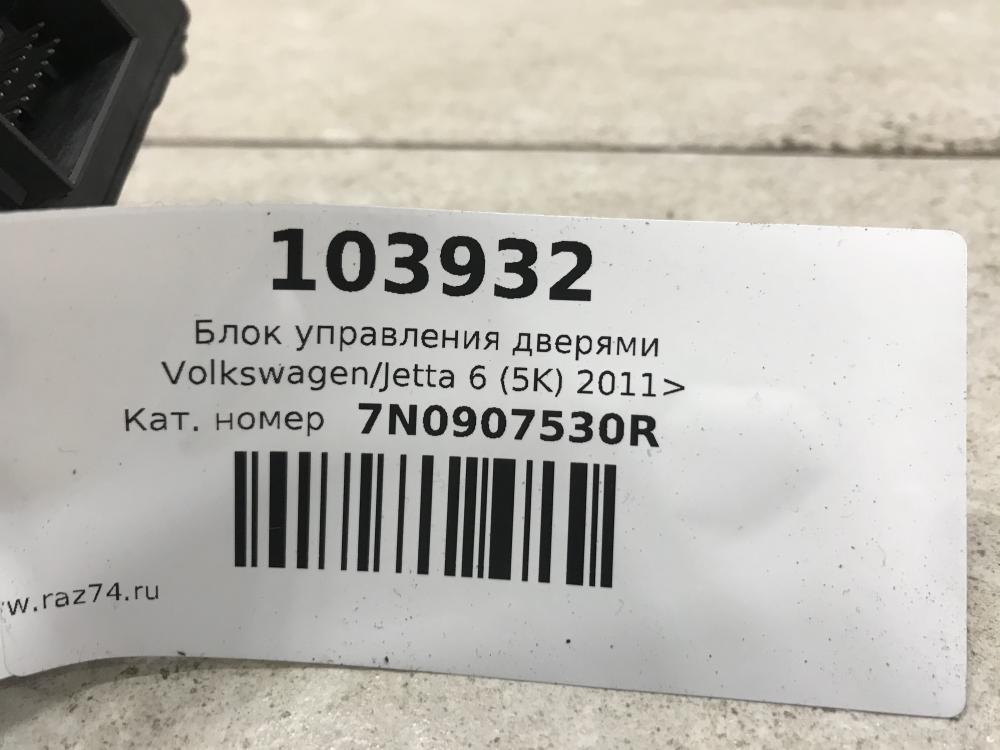 103932
Блок управления дверями
Volkswagen/Jetta 6 (5K) 2011>
Кат. номер 7N0907530R
w.raz74.ru